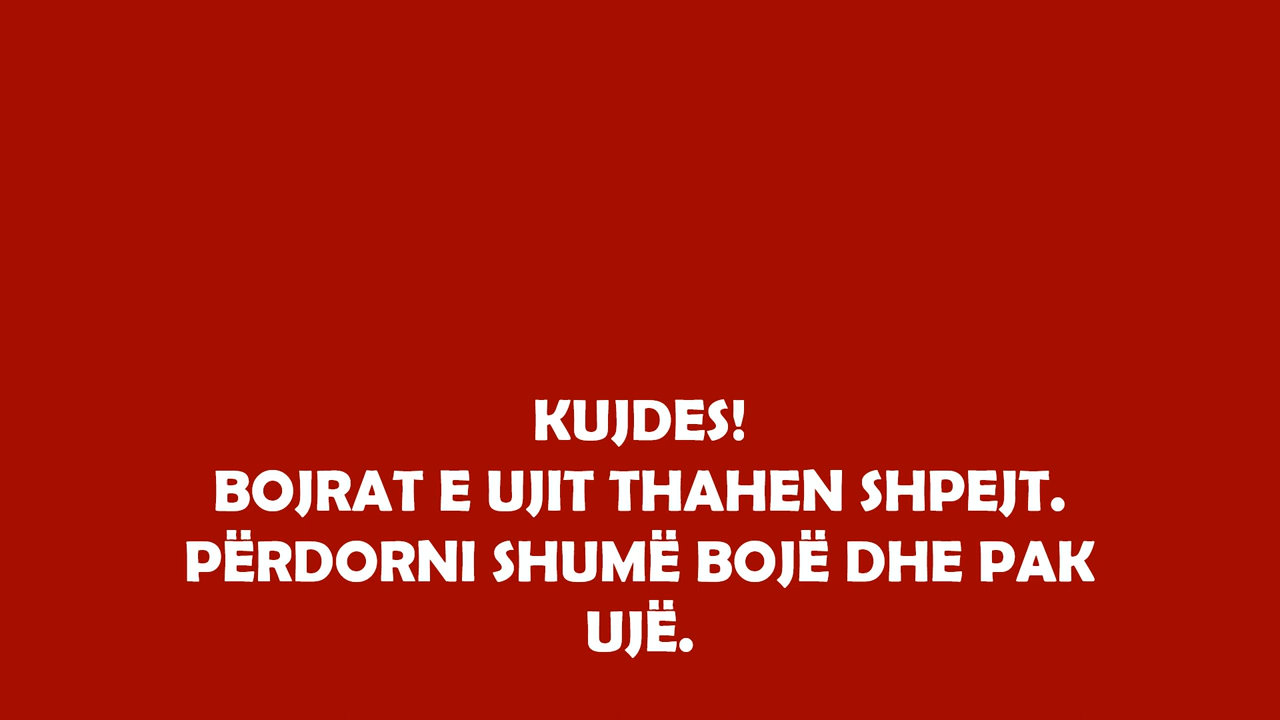 KUJDES!
BOJRAT E UJIT THAHEN SHPEJT.
PËRDORNI SHUMË BOJË DHE PAK
UJË.